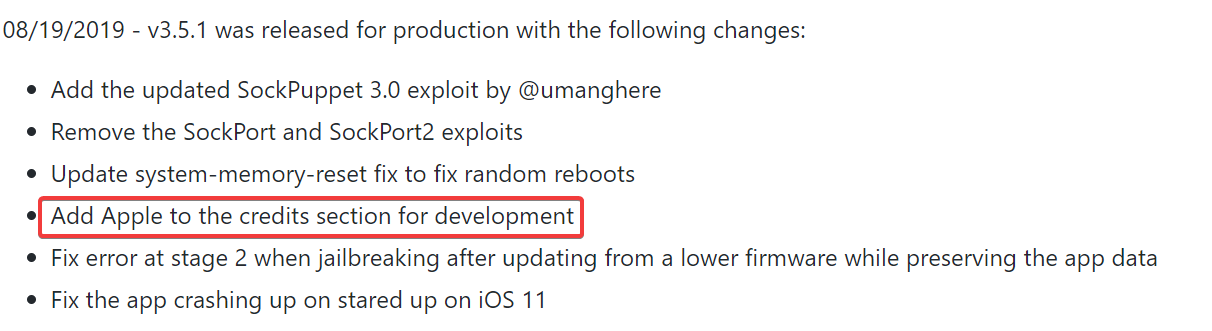 08/19/2019 - v3.5.1 was released for production with the following changes:
• Add the updated SockPuppet 3.0 exploit by @umanghere
• Remove the SockPort and SockPort2 exploits
• Update system-memory-reset fix to fix random reboots
• Add Apple to the credits section for development
• Fix error at stage 2 when jailbreaking after updating from a lower firmware while preserving the app data
• Fix the app crashing up on stared up on iOS 11